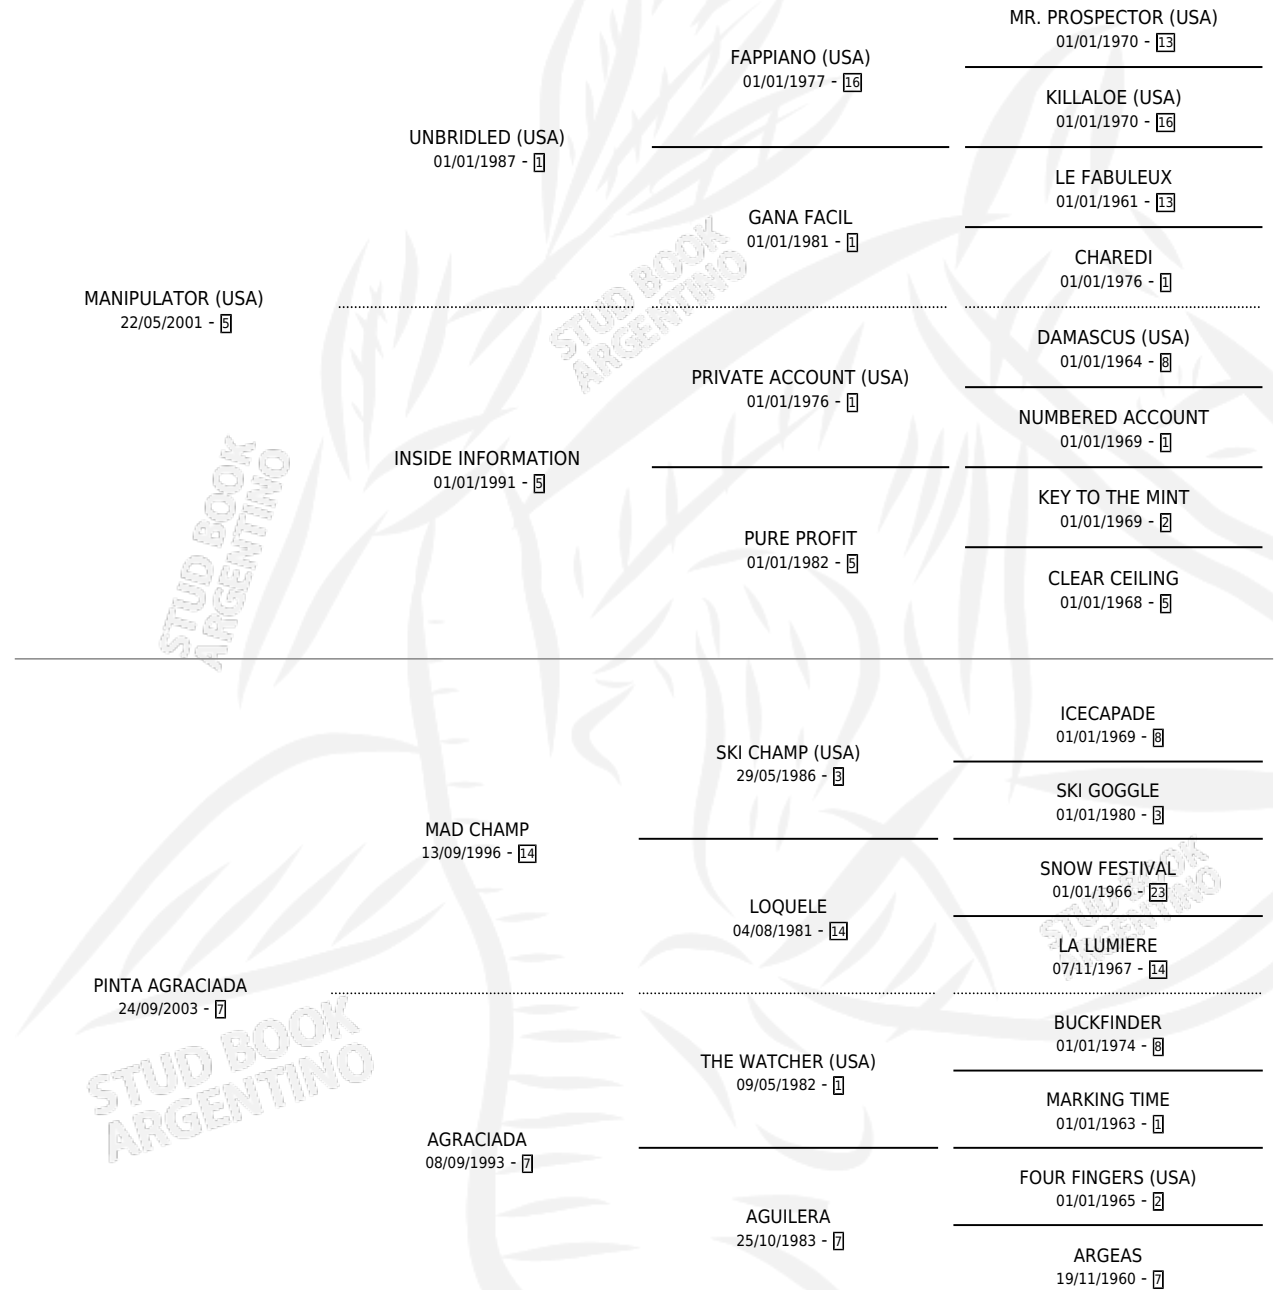 MR. PROSPECTOR (USA)
01/01/1970 - 13
FAPPIANO (USA)
01/01/1977 - 16
KILLALOE (USA)
01/01/1970 - 16
UNBRIDLED (USA)
01/01/1987 - 1
LE FABULEUX
01/01/1961 - 13
GANA FACIL
01/01/1981 - 1
CHAREDI
01/01/1976 - 1
MANIPULATOR (USA)
22/05/2001 - 5
DAMASCUS (USA)
01/01/1964 - 8
PRIVATE ACCOUNT (USA)
01/01/1976 - 1
NUMBERED ACCOUNT
01/01/1969 - 1
INSIDE INFORMATION
01/01/1991 - 5
KEY TO THE MINT
01/01/1969 - 2
PURE PROFIT
01/01/1982 - 5
CLEAR CEILING
01/01/1968 - 5
ICECAPADE
01/01/1969 - 8
SKI CHAMP (USA)
29/05/1986 - 3
SKI GOGGLE
01/01/1980 - 3
MAD CHAMP
13/09/1996 - 14
SNOW FESTIVAL
01/01/1966 - 23
LOQUELE
04/08/1981 - 14
LA LUMIERE
07/11/1967 - 14
PINTA AGRACIADA
24/09/2003 - 7
BUCKFINDER
01/01/1974 - 8
THE WATCHER (USA)
09/05/1982 - 1
MARKING TIME
01/01/1963 - 1
AGRACIADA
08/09/1993 - 7
FOUR FINGERS (USA)
01/01/1965 - 2
AGUILERA
25/10/1983 - 7
ARGEAS
19/11/1960 - 7
STUD BOOK
ARGENTINO
STUD BOOK
ARGENTINO
STUD BOOK
ARGENTINO
STUD BOOK
ARGENTINO